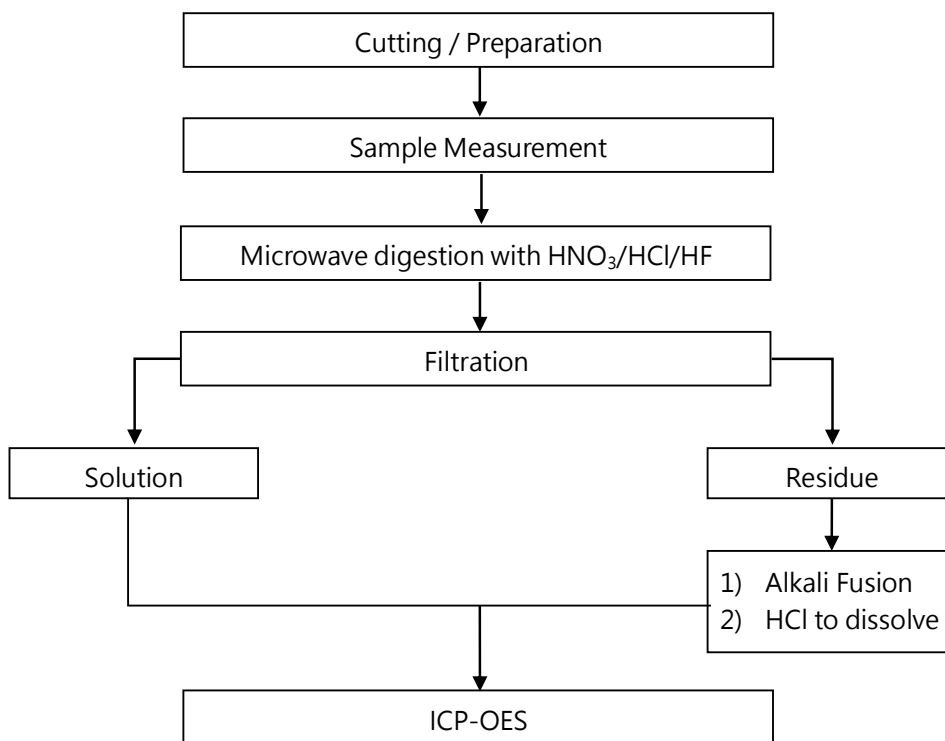 Cutting / Preparation
Sample Measurement
Microwave digestion with HNO₃/HCl/HF
Filtration
Solution
Residue
1) Alkali Fusion
2) HCl to dissolve
ICP-OES